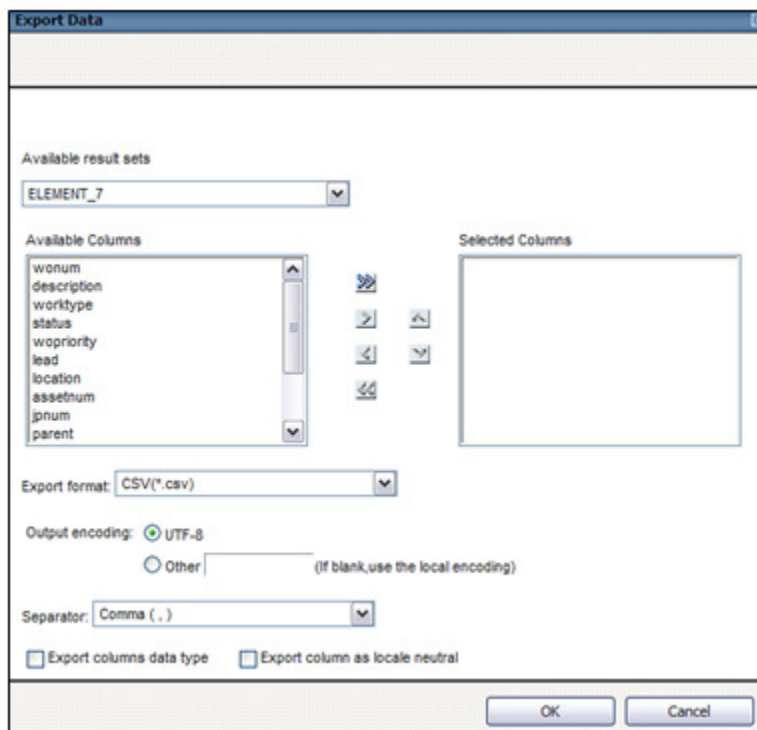 Export Data
Available result sets
ELEMENT_7
Available Columns
Selected Columns
wonum
description
worktype
status
wopriority
lead
location
assetnum
jpnum
parent
Export format: CSV(*.csv)
Output encoding: UTF-8
Other (If blank,use the local encoding)
Separator: Comma ( , )
Export columns data type Export column as locale neutral
OK Cancel